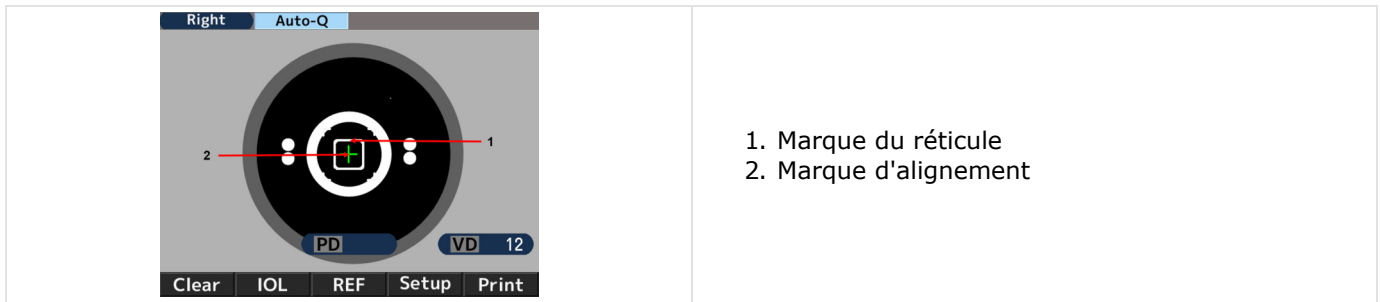 Right Auto-Q
1
2
PD VD 12
Clear IOL REF Setup Print
1. Marque du réticule
2. Marque d'alignement